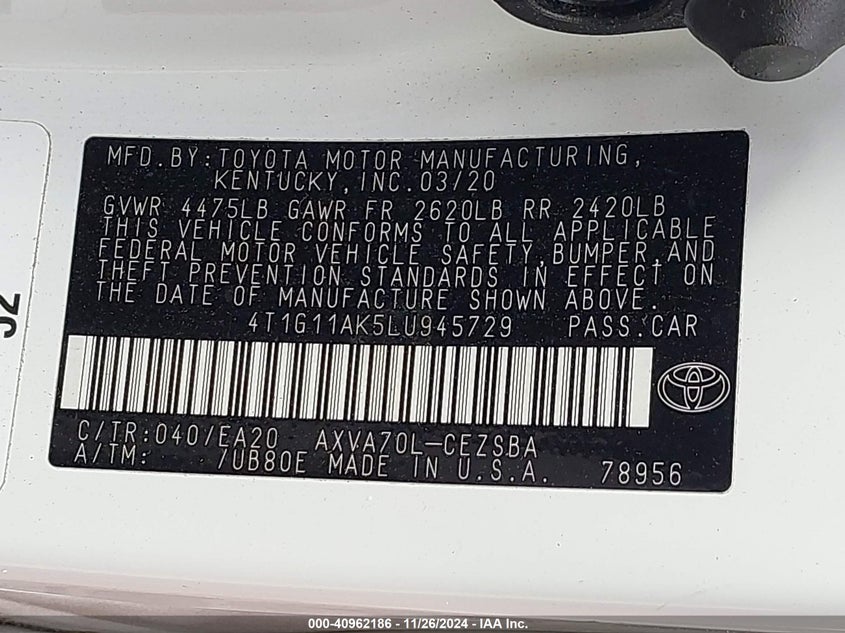 MFD.BY:TOYOTA MOTOR MANUFACTURING,
KENTUCKY,INC.03/20
GVWR 4475LB GAWR FR 2620LB RR 2420LB
THIS VEHICLE CONFORMS TO ALL APPLICABLE
FEDERAL MOTOR VEHICLE SAFETY,BUMPER,AND
THEFT PREVENTION STANDARDS IN EFFECT ON
THE DATE OF MANUFACTURE SHOWN ABOVE.
4T1G11AK5LU945729 PASS.CAR
C/TR:040/EA20 AXVA70L-CEZSBA
A/TM: /UB80E MADE IN U.S.A. 78956
000-40962186 - 11/26/2024 - IAA Inc.